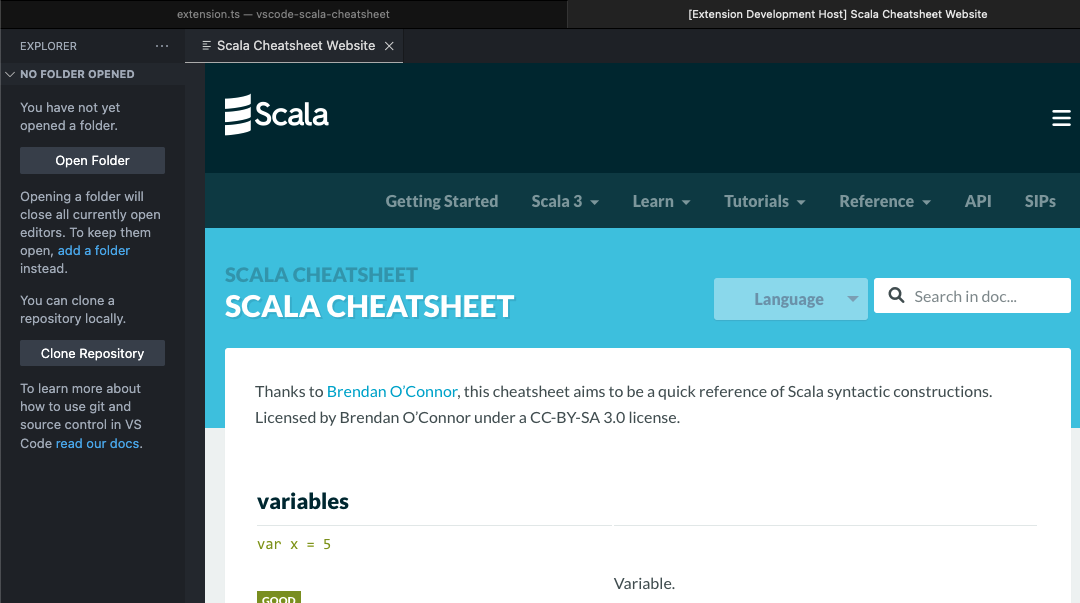 extension.ts — vscode-scala-cheatsheet
[Extension Development Host] Scala Cheatsheet Website
EXPLORER
Scala Cheatsheet Website
NO FOLDER OPENED
You have not yet
opened a folder.
Open Folder
Opening a folder will
close all currently open
editors. To keep them
open, add a folder
instead.
You can clone a
repository locally.
Clone Repository
To learn more about
how to use git and
source control in VS
Code read our docs.
Scala
Getting Started
Scala 3
Learn
Tutorials
Reference
API
SIPs
SCALA CHEATSHEET
SCALA CHEATSHEET
Language
Search in doc...
Thanks to Brendan O’Connor, this cheatsheet aims to be a quick reference of Scala syntactic constructions.
Licensed by Brendan O’Connor under a CC-BY-SA 3.0 license.
variables
var x = 5
Variable.
GOOD